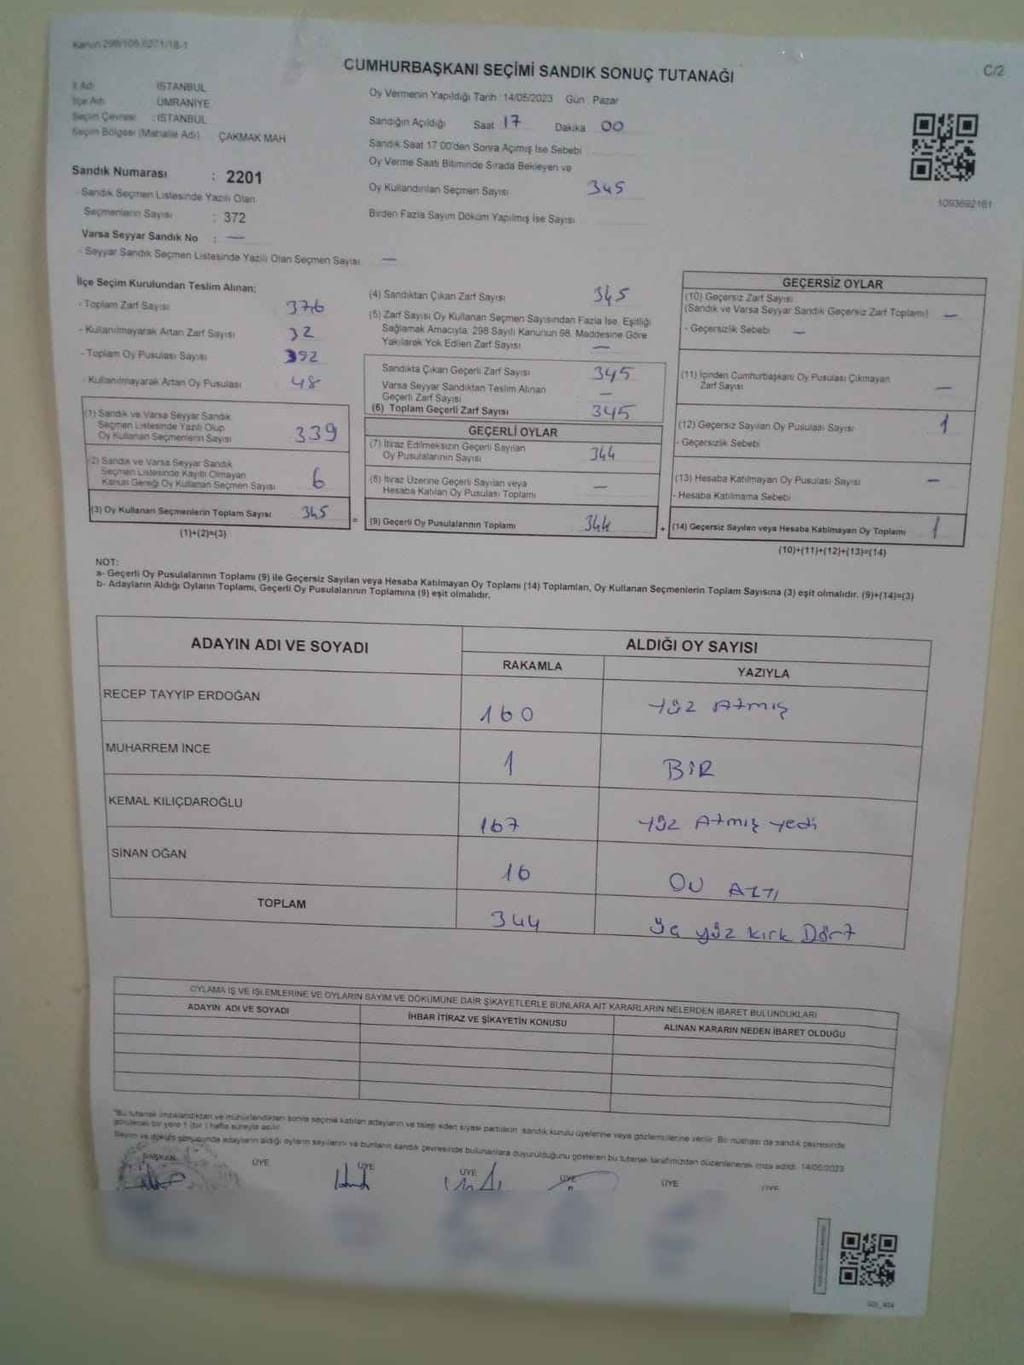 Kanun 298/106.0271/18-1
CUMHURBAŞKANI SEÇİMİ SANDIK SONUÇ TUTANAĞI
C/2
İl Adı : İSTANBUL
İlçe Adı : ÜMRANİYE
Seçim Çevresi : İSTANBUL
Seçim Bölgesi (Mahalle Adı) ÇAKMAK MAH
Sandık Numarası : 2201
- Sandık Seçmen Listesinde Yazılı Olan
Seçmenlerin Sayısı : 372
Varsa Seyyar Sandık No : —
- Seyyar Sandık Seçmen Listesinde Yazılı Olan Seçmen Sayısı —
Oy Vermenin Yapıldığı Tarih :14/05/2023 Gün Pazar
Sandığın Açıldığı Saat 17 Dakika 00
Sandık Saat 17 00'den Sonra Açımış İse Sebebi
Oy Verme Saati Bitiminde Sırada Bekleyen ve
Oy Kullandırılan Seçmen Sayısı 345
Birden Fazla Sayım Döküm Yapılmış İse Sayısı
1093692161
İlçe Seçim Kurulundan Teslim Alınan;
- Toplam Zarf Sayısı 376
- Kullanılmayarak Artan Zarf Sayısı 32
- Toplam Oy Pusulası Sayısı 392
- Kullanılmayarak Artan Oy Pusulası 48
(1) Sandık ve Varsa Seyyar Sandık
Seçmen Listesinde Yazılı Olup
Oy Kullanan Seçmenlerin Sayısı 339
(2) Sandık ve Varsa Seyyar Sandık
Seçmen Listesinde Kayıtlı Olmayan
Kanun Gereği Oy Kullanan Seçmen Sayısı 6
(3) Oy Kullanan Seçmenlerin Toplam Sayısı 345
(1)+(2)=(3)
(4) Sandıktan Çıkan Zarf Sayısı 345
(5) Zarf Sayısı Oy Kullanan Seçmen Sayısından Fazla İse, Eşitliği
Sağlamak Amacıyla, 298 Sayılı Kanunun 98. Maddesine Göre
Yakılarak Yok Edilen Zarf Sayısı —
Sandıkta Çıkan Geçerli Zarf Sayısı 345
Varsa Seyyar Sandıktan Teslim Alınan
Geçerli Zarf Sayısı —
(6) Toplam Geçerli Zarf Sayısı 345
GEÇERLİ OYLAR
(7) İtiraz Edilmeksizin Geçerli Sayılan
Oy Pusulalarının Sayısı 344
(8) İtiraz Üzerine Geçerli Sayılan veya
Hesaba Katılan Oy Pusulası Toplamı —
= (9) Geçerli Oy Pusulalarının Toplamı 344
GEÇERSİZ OYLAR
(10) Geçersiz Zarf Sayısı
(Sandık ve Varsa Seyyar Sandık Geçersiz Zarf Toplamı) —
- Geçersizlik Sebebi —
(11) İçinden Cumhurbaşkanı Oy Pusulası Çıkmayan
Zarf Sayısı —
(12) Geçersiz Sayılan Oy Pusulası Sayısı 1
- Geçersizlik Sebebi
(13) Hesaba Katılmayan Oy Pusulası Sayısı —
- Hesaba Katılmama Sebebi
+ (14) Geçersiz Sayılan veya Hesaba Katılmayan Oy Toplamı 1
(10)+(11)+(12)+(13)=(14)
NOT:
a- Geçerli Oy Pusulalarının Toplamı (9) ile Geçersiz Sayılan veya Hesaba Katılmayan Oy Toplamı (14) Toplamları, Oy Kullanan Seçmenlerin Toplam Sayısına (3) eşit olmalıdır. (9)+(14)=(3)
b- Adayların Aldığı Oyların Toplamı, Geçerli Oy Pusulalarının Toplamına (9) eşit olmalıdır.
ADAYIN ADI VE SOYADI ALDIĞI OY SAYISI
RAKAMLA YAZIYLA
RECEP TAYYİP ERDOĞAN 160 yüz Atmış
MUHARREM İNCE 1 BİR
KEMAL KILIÇDAROĞLU 167 yüz Atmış yedi
SİNAN OĞAN 16 ON ALTI
TOPLAM 344 Üç yüz kırk Dört
OYLAMA İŞ VE İŞLEMLERİNE VE OYLARIN SAYIM VE DÖKÜMÜNE DAİR ŞİKAYETLERLE BUNLARA AİT KARARLARIN NELERDEN İBARET BULUNDUKLARI
ADAYIN ADI VE SOYADI İHBAR İTİRAZ VE ŞİKAYETİN KONUSU ALINAN KARARIN NEDEN İBARET OLDUĞU
*Bu tutanak imzalandıktan ve mühürlendikten sonra seçime katılan adayların ve talep eden siyasi partilerin sandık kurulu üyelerine veya gözlemcilerine verilir. Bir nüshası da sandık çevresinde
görülecek bir yere 1 (bir) hafta süreyle asılır.
Seçim ve döküm sonucunda adayların aldığı oyların sayılarını ve bunların sandık çevresinde bulunanlara duyurulduğunu gösteren bu tutanak tarafımızdan düzenlenerek imza edildi. 14/05/2023
BAŞKAN ÜYE ÜYE ÜYE ÜYE ÜYE ÜYE